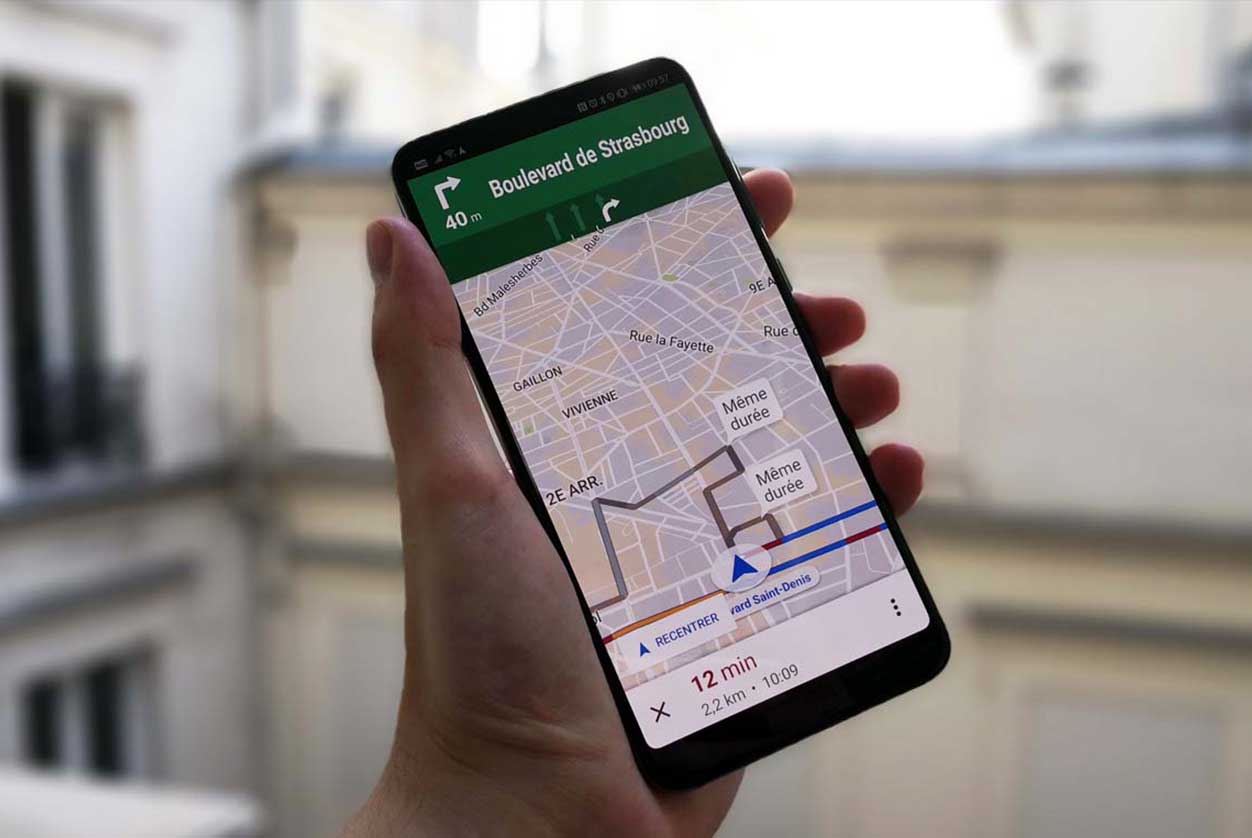 09:57
Boulevard de Strasbourg
40 m
Rue
Bd Malesherbes
9E A
Rue la Fayette
Rue d
GAILLON
VIVIENNE
Même
durée
2E ARR.
Même
durée
vard Saint-Denis
RECENTRER
12 min
2,2 km · 10:09